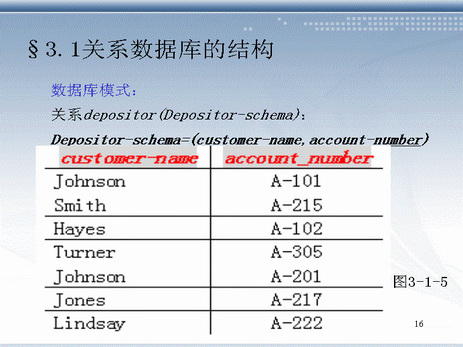 §3.1关系数据库的结构
数据库模式:
关系depositor(Depositor-schema):
Depositor-schema=(customer-name,account-number)
customer-name account_number
Johnson A-101
Smith A-215
Hayes A-102
Turner A-305
Johnson A-201
Jones A-217
Lindsay A-222
图3-1-5
16